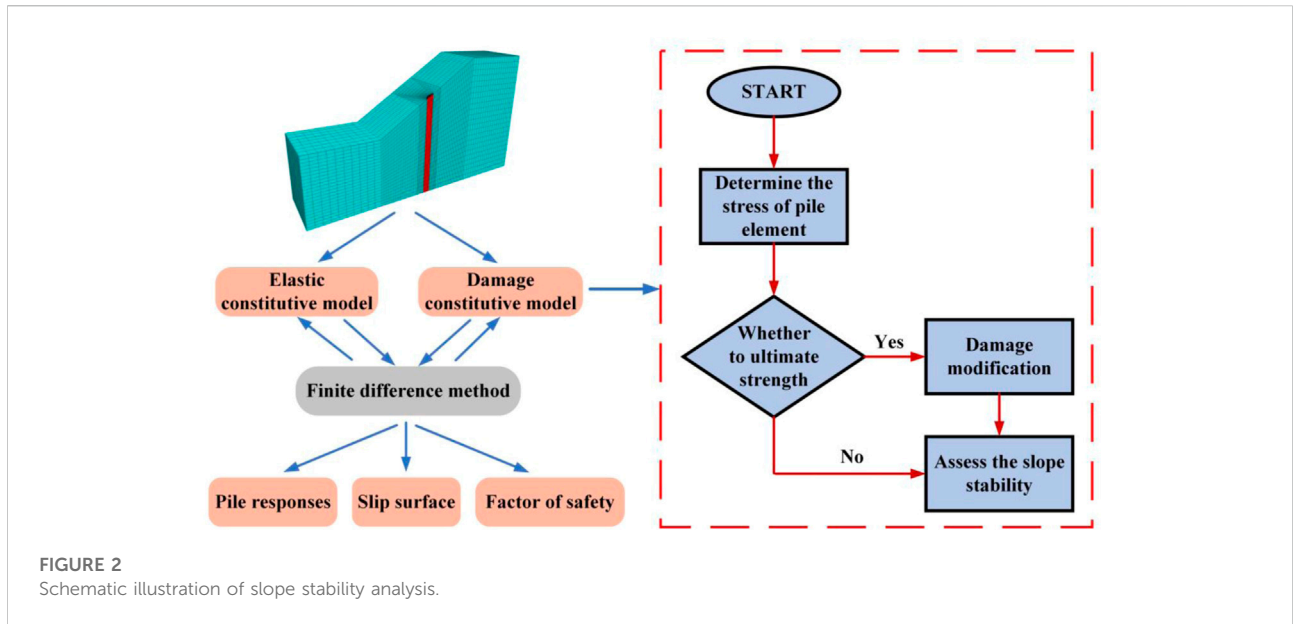 Elastic
constitutive model
Damage
constitutive model
Finite difference method
Pile responses
Slip surface
Factor of safety
START
Determine the
stress of pile
element
Whether
to ultimate
strength
Yes
Damage
modification
No
Assess the slope
stability
FIGURE 2
Schematic illustration of slope stability analysis.